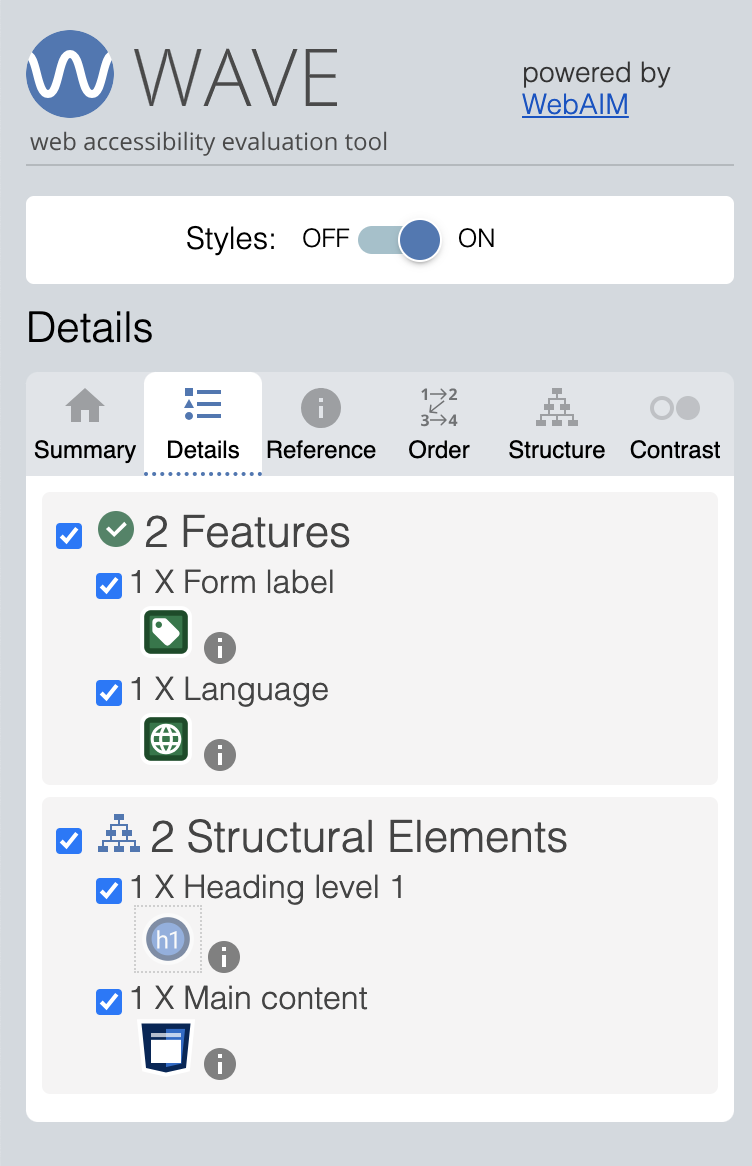 WAVE
powered by
WebAIM
web accessibility evaluation tool
Styles: OFF ON
Details
1→2
3→4
Summary Details Reference Order Structure Contrast
2 Features
1 X Form label
1 X Language
2 Structural Elements
1 X Heading level 1
h1
1 X Main content